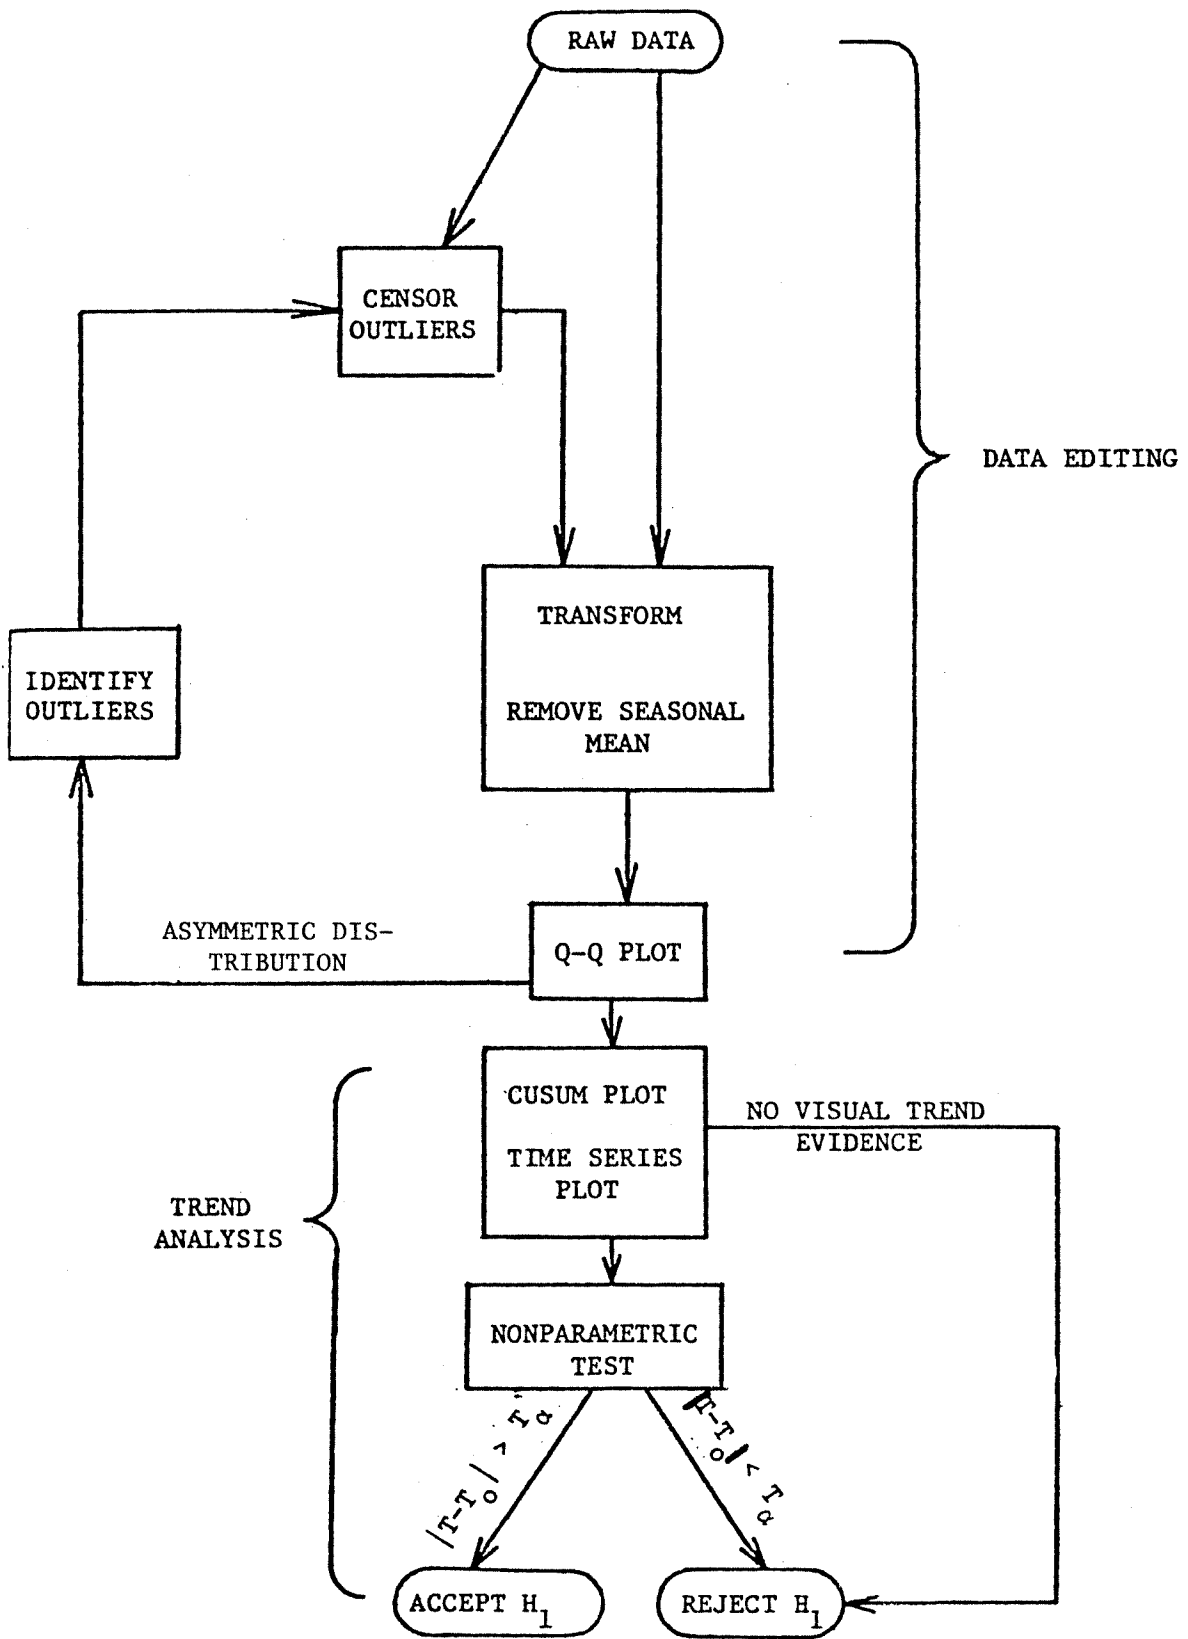 RAW DATA
CENSOR
OUTLIERS
DATA EDITING
TRANSFORM
REMOVE SEASONAL
MEAN
IDENTIFY
OUTLIERS
ASYMMETRIC DIS-
TRIBUTION
Q-Q PLOT
CUSUM PLOT
TIME SERIES
PLOT
NO VISUAL TREND
EVIDENCE
TREND
ANALYSIS
NONPARAMETRIC
TEST
|T-T₀| > Tα
|T-T₀| < Tα
ACCEPT H₁
REJECT H₁